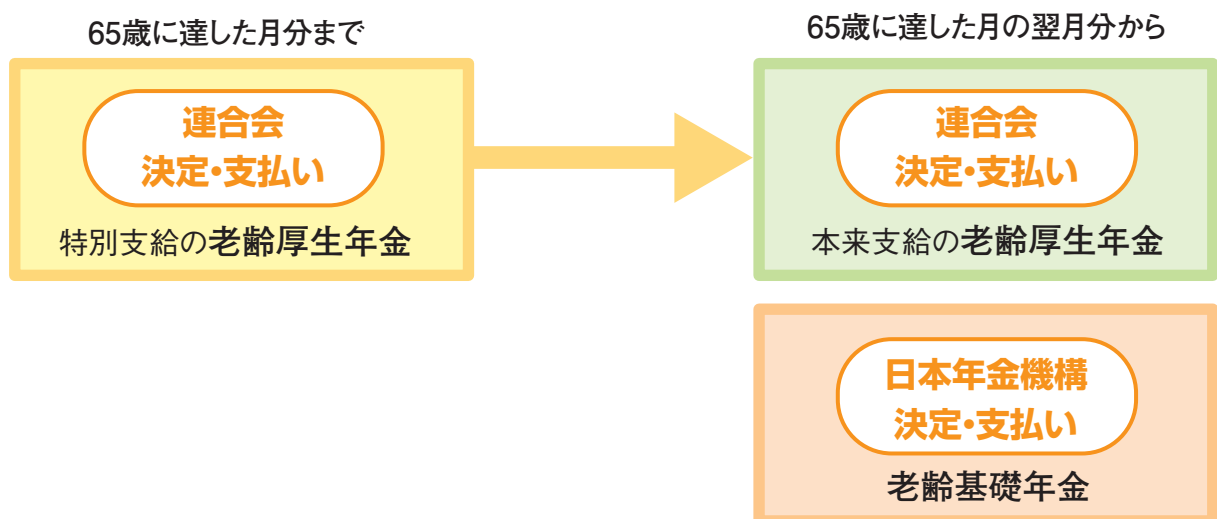 65歳に達した月分まで
連合会
決定・支払い
特別支給の老齢厚生年金
65歳に達した月の翌月分から
連合会
決定・支払い
本来支給の老齢厚生年金
日本年金機構
決定・支払い
老齢基礎年金